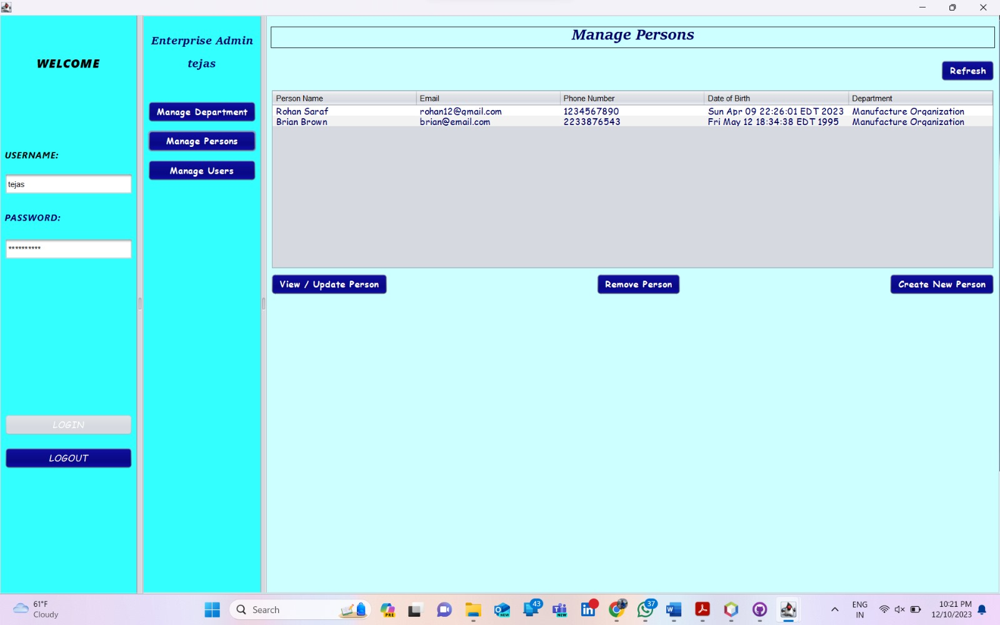 WELCOME
USERNAME:
tejas
PASSWORD:
**********
LOGIN
LOGOUT
Enterprise Admin
tejas
Manage Department
Manage Persons
Manage Users
Manage Persons
Refresh
Person Name Email Phone Number Date of Birth Department
Rohan Saraf rohan12@gmail.com 1234567890 Sun Apr 09 22:26:01 EDT 2023 Manufacture Organization
Brian Brown brian@email.com 2233876543 Fri May 12 18:34:38 EDT 1995 Manufacture Organization
View / Update Person Remove Person Create New Person
61°F
Cloudy
Search
PRE
NEW
43
NEW
37
ENG
IN
10:21 PM
12/10/2023